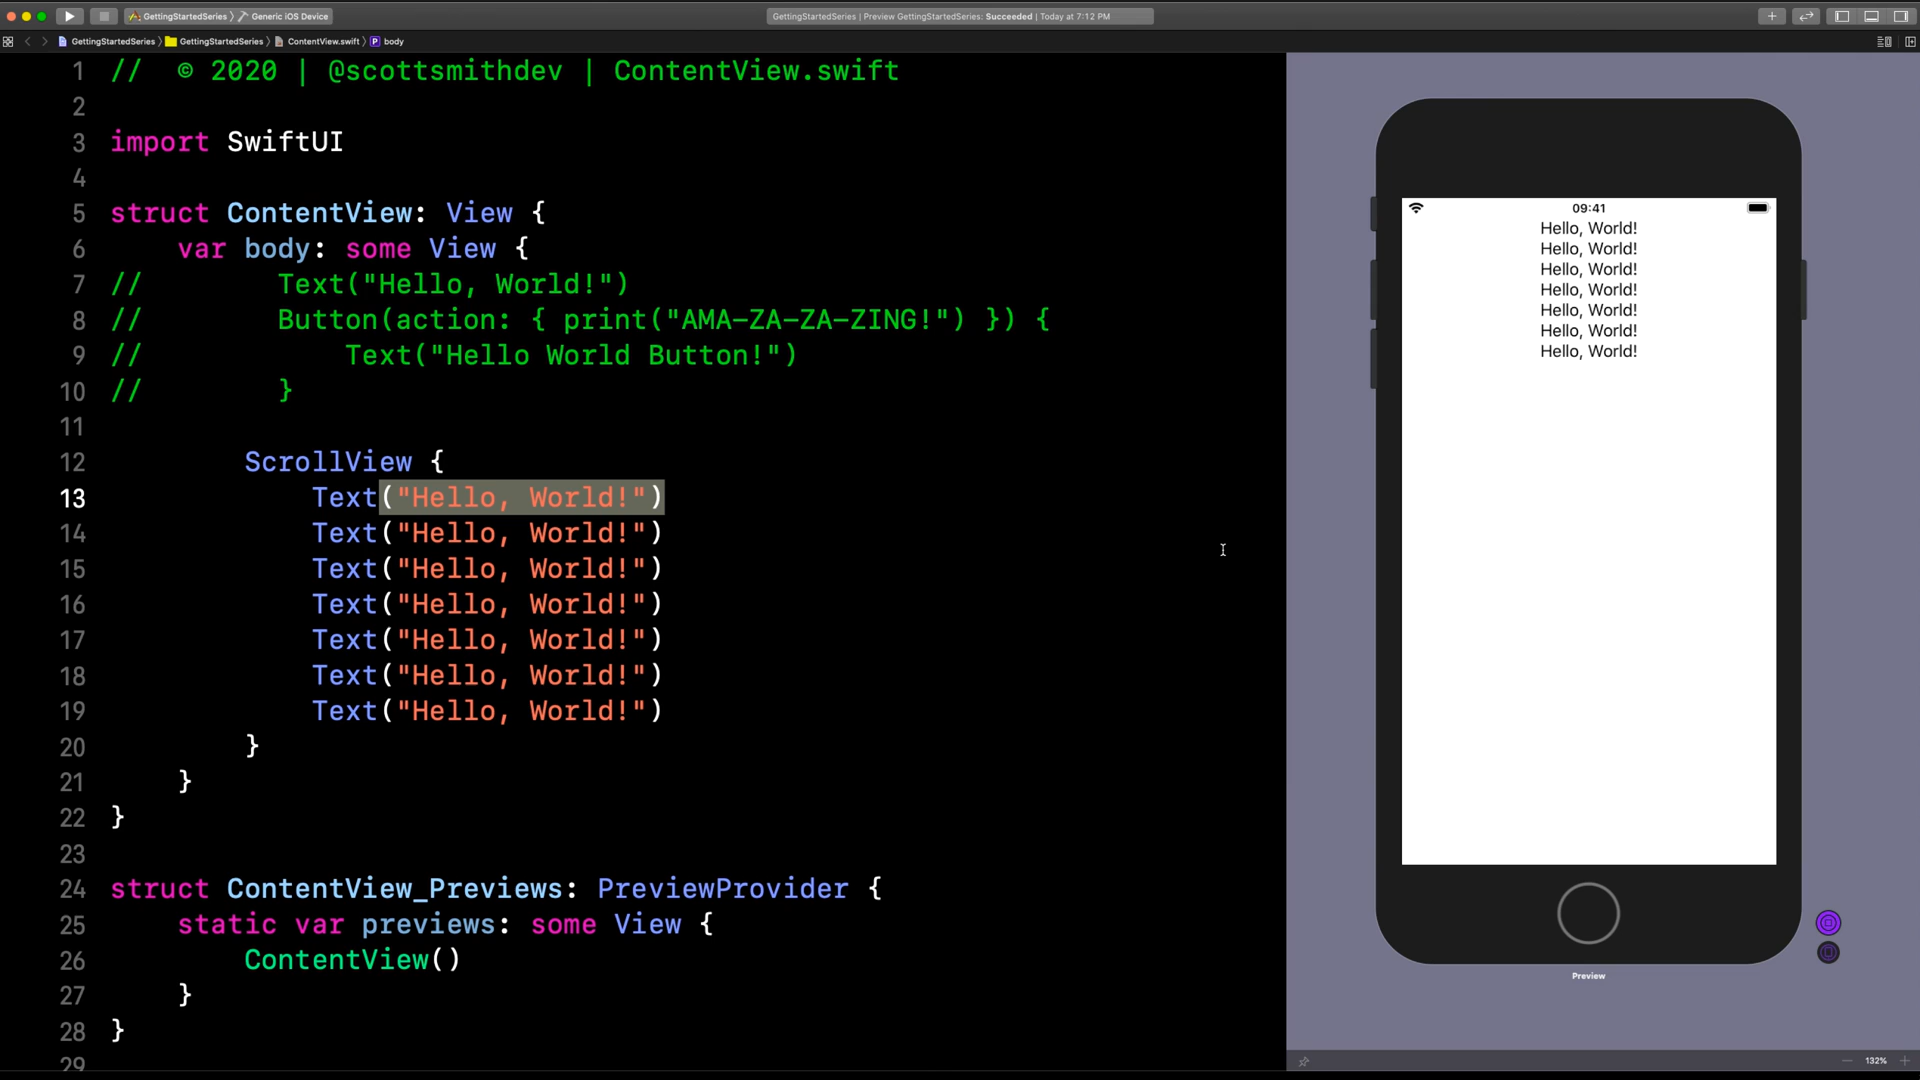 GettingStartedSeries Generic iOS Device
GettingStartedSeries | Preview GettingStartedSeries: Succeeded | Today at 7:12 PM
GettingStartedSeries GettingStartedSeries ContentView.swift P body
1 //  © 2020 | @scottsmithdev | ContentView.swift
2
3 import SwiftUI
4
5 struct ContentView: View {
6     var body: some View {
7 //        Text("Hello, World!")
8 //        Button(action: { print("AMA-ZA-ZA-ZING!") }) {
9 //            Text("Hello World Button!")
10 //        }
11
12         ScrollView {
13             Text("Hello, World!")
14             Text("Hello, World!")
15             Text("Hello, World!")
16             Text("Hello, World!")
17             Text("Hello, World!")
18             Text("Hello, World!")
19             Text("Hello, World!")
20         }
21     }
22 }
23
24 struct ContentView_Previews: PreviewProvider {
25     static var previews: some View {
26         ContentView()
27     }
28 }
29
09:41
Hello, World!
Hello, World!
Hello, World!
Hello, World!
Hello, World!
Hello, World!
Hello, World!
Preview
132%